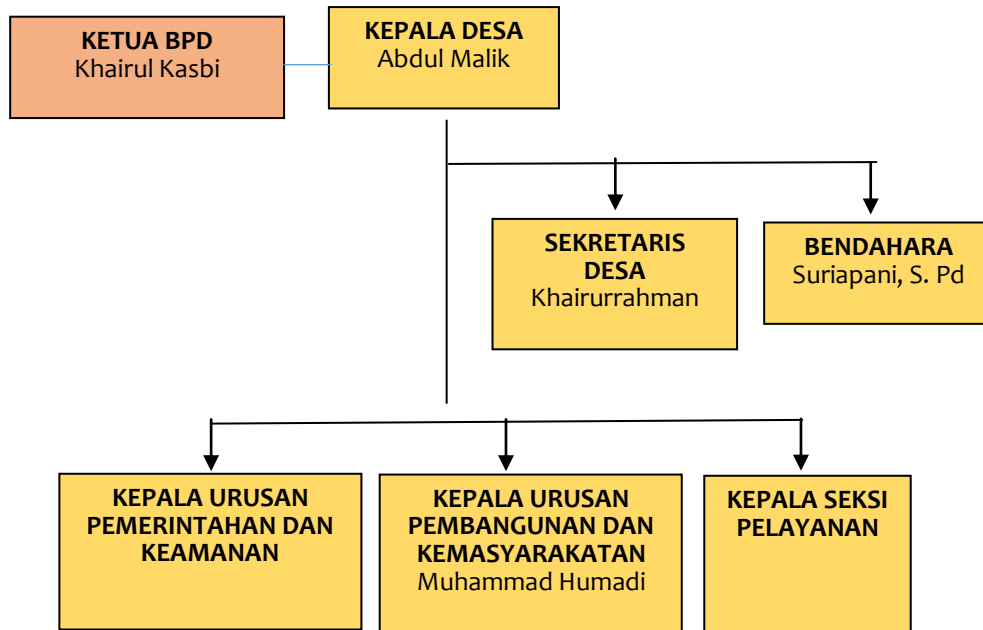 KETUA BPD
Khairul Kasbi
KEPALA DESA
Abdul Malik
SEKRETARIS
DESA
Khairurrahman
BENDAHARA
Suriapani, S. Pd
KEPALA URUSAN
PEMERINTAHAN DAN
KEAMANAN
KEPALA URUSAN
PEMBANGUNAN DAN
KEMASYARAKATAN
Muhammad Humadi
KEPALA SEKSI
PELAYANAN